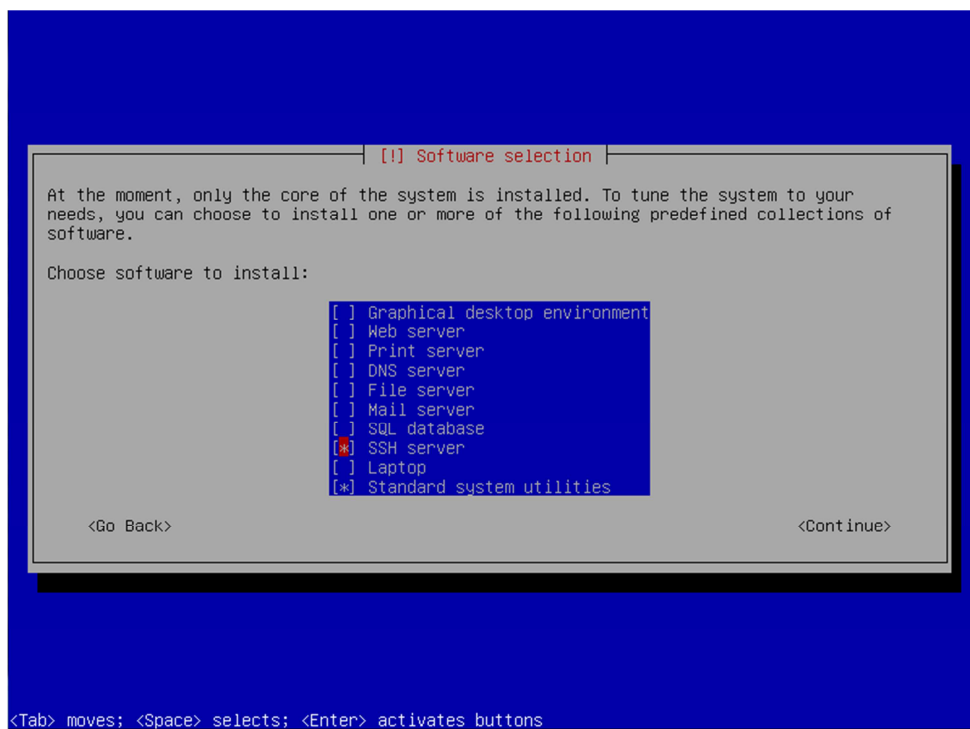 [!] Software selection
At the moment, only the core of the system is installed. To tune the system to your
needs, you can choose to install one or more of the following predefined collections of
software.
Choose software to install:
[ ] Graphical desktop environment
[ ] Web server
[ ] Print server
[ ] DNS server
[ ] File server
[ ] Mail server
[ ] SQL database
[*] SSH server
[ ] Laptop
[*] Standard system utilities
<Go Back> <Continue>
<Tab> moves; <Space> selects; <Enter> activates buttons